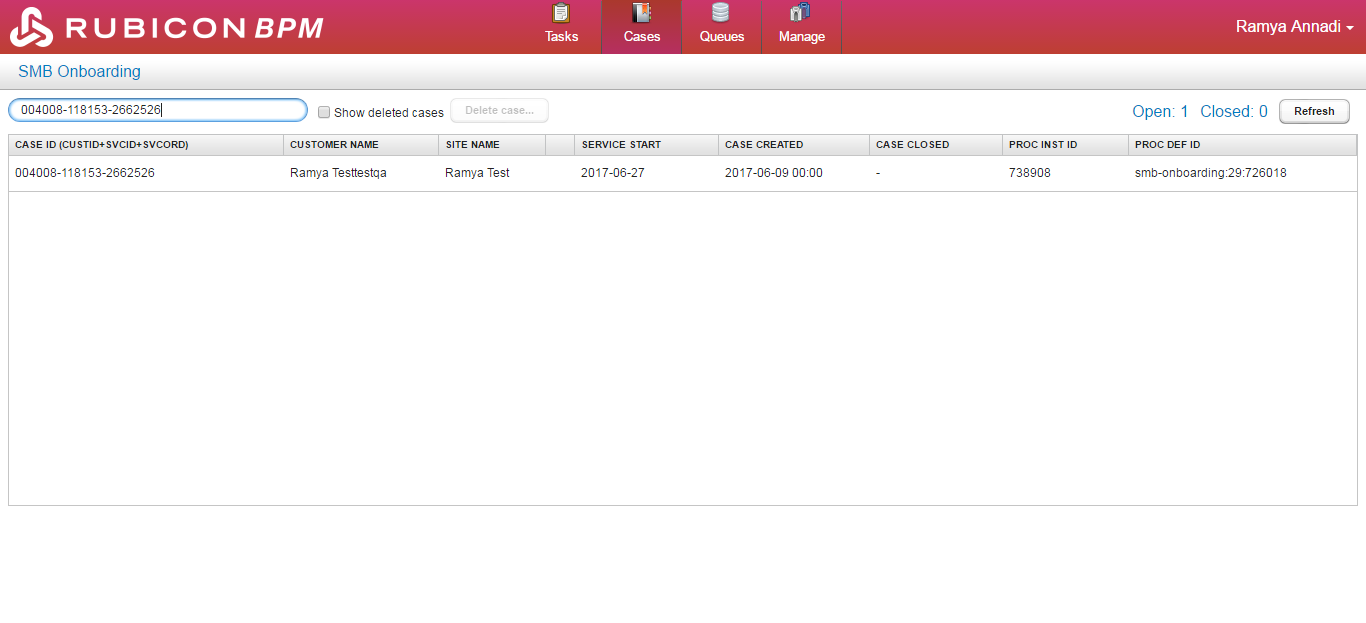 RUBICON BPM
Tasks Cases Queues Manage
Ramya Annadi
SMB Onboarding
004008-118153-2662526 Show deleted cases Delete case... Open: 1 Closed: 0 Refresh
CASE ID (CUSTID+SVCID+SVCORD) CUSTOMER NAME SITE NAME SERVICE START CASE CREATED CASE CLOSED PROC INST ID PROC DEF ID
004008-118153-2662526 Ramya Testtestqa Ramya Test 2017-06-27 2017-06-09 00:00 - 738908 smb-onboarding:29:726018